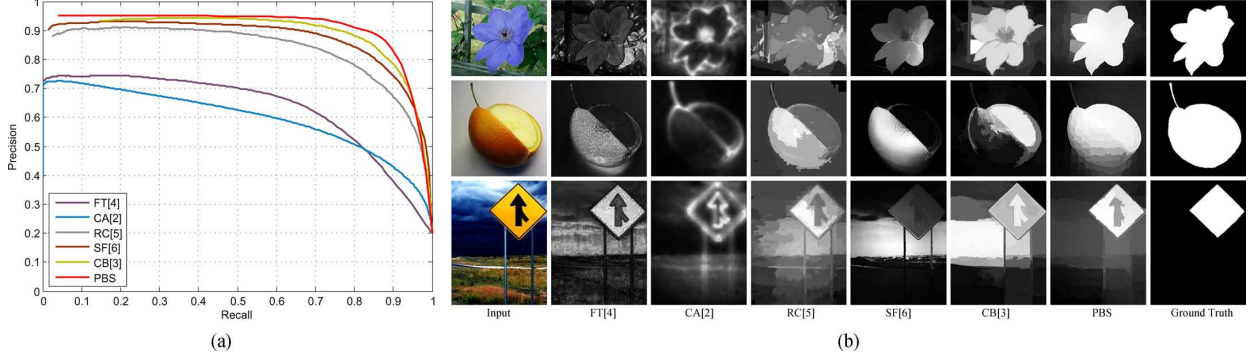 1
0.9
0.8
0.7
0.6
0.5
0.4
0.3
0.2
0.1
0
Precision
FT[4]
CA[2]
RC[5]
SF[6]
CB[3]
PBS
0 0.1 0.2 0.3 0.4 0.5 0.6 0.7 0.8 0.9 1
Recall
(a)
Input FT[4] CA[2] RC[5] SF[6] CB[3] PBS Ground Truth
(b)